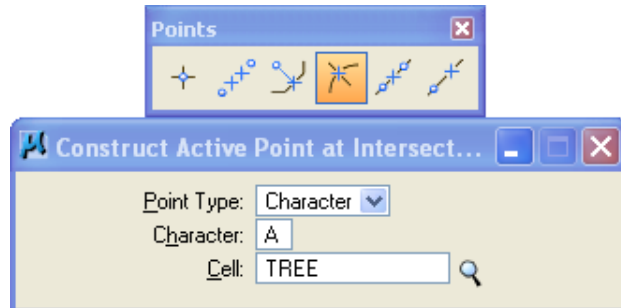 Points
Construct Active Point at Intersect...
Point Type: Character
Character: A
Cell: TREE